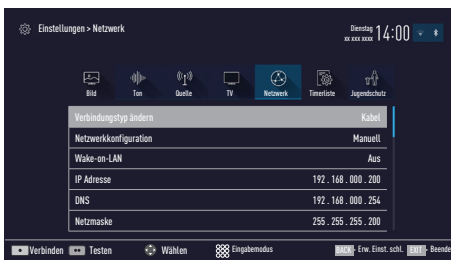 Einstellungen > Netzwerk
Dienstag
xx xxx xxxx 14:00
Bild Ton Quelle TV Netzwerk Timerliste Jugendschutz
Verbindungstyp ändern Kabel
Netzwerkkonfiguration Manuell
Wake-on-LAN Aus
IP Adresse 192 . 168 . 000 . 200
DNS 192 . 168 . 000 . 254
Netzmaske 255 . 255 . 255 . 200
Verbinden Testen Wählen Eingabemodus BACK - Erw. Einst. schl. EXIT - Beende